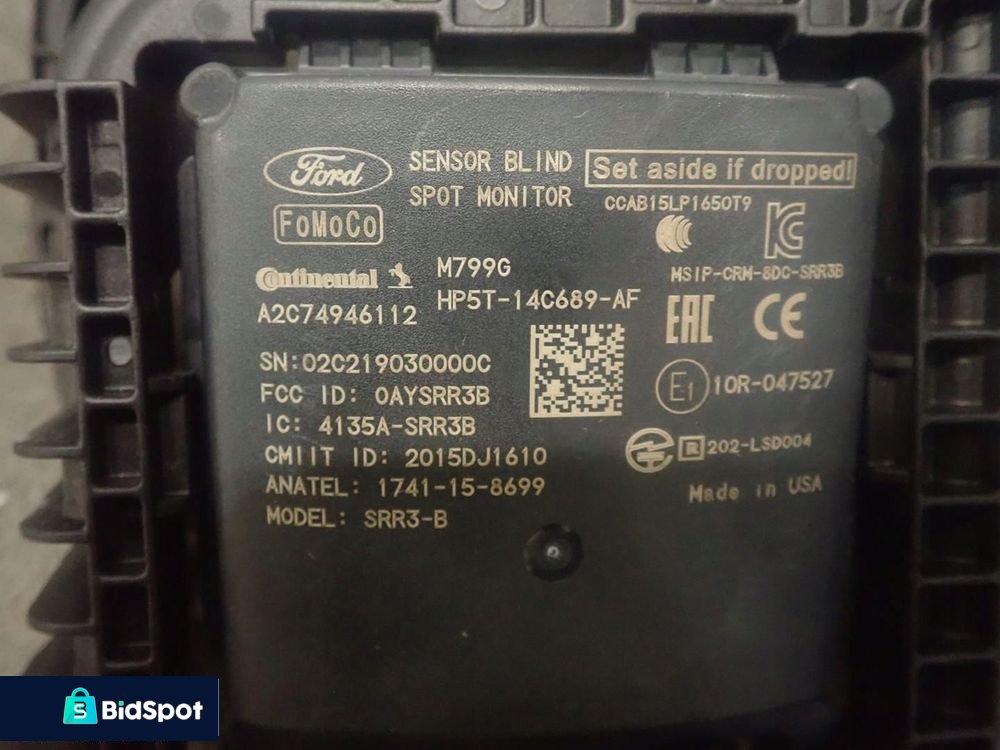 Ford
SENSOR BLIND
SPOT MONITOR
Set aside if dropped!
FoMoCo
CCAB15LP1650T9
Continental
M799G
MSIP-CRM-8DC-SRR3B
A2C74946112
HP5T-14C689-AF
EAC
CE
SN:02C219030000C
FCC ID: OAYSRR3B
E1 10R-047527
IC: 4135A-SRR3B
CMIIT ID: 2015DJ1610
R 202-LSD004
ANATEL: 1741-15-8699
Made in USA
MODEL: SRR3-B
S BidSpot